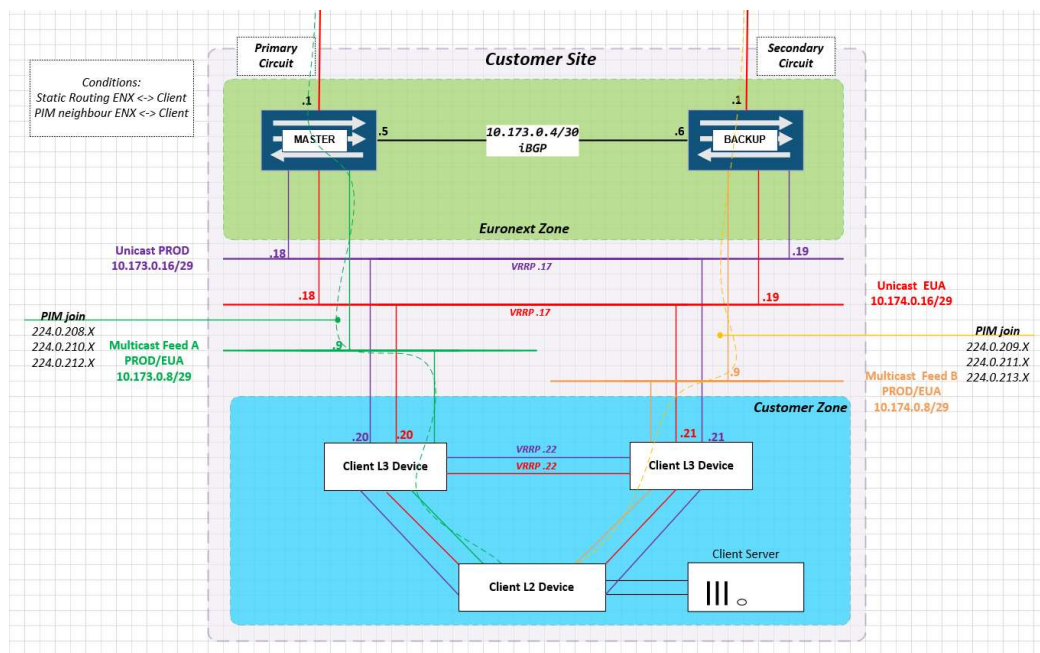 Primary
Circuit
Secondary
Circuit
Customer Site
Conditions:
Static Routing ENX <-> Client
PIM neighbour ENX <-> Client
.1
.1
MASTER
.5
10.173.0.4/30
iBGP
.6
BACKUP
Euronext Zone
Unicast PROD
10.173.0.16/29
.18
VRRP .17
.19
.18
VRRP .17
.19
Unicast EUA
10.174.0.16/29
PIM join
224.0.208.X
224.0.210.X
224.0.212.X
Multicast Feed A
PROD/EUA
10.173.0.8/29
.9
PIM join
224.0.209.X
224.0.211.X
224.0.213.X
.9
Multicast Feed B
PROD/EUA
10.174.0.8/29
Customer Zone
.20
.20
.21
.21
Client L3 Device
VRRP .22
VRRP .22
Client L3 Device
Client L2 Device
Client Server